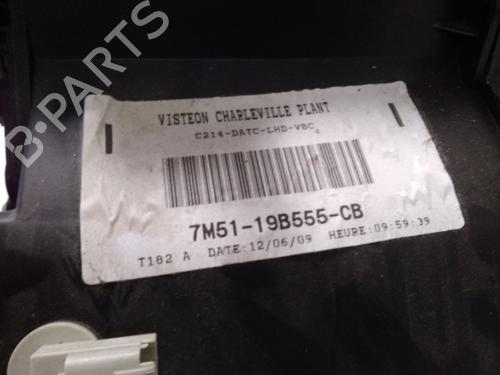 VISTEON CHARLEVILLE PLANT
C214-DATC-LHD-VBC
7M51-19B555-CB
T182 A DATE:12/06/09 HEURE:09:59:39